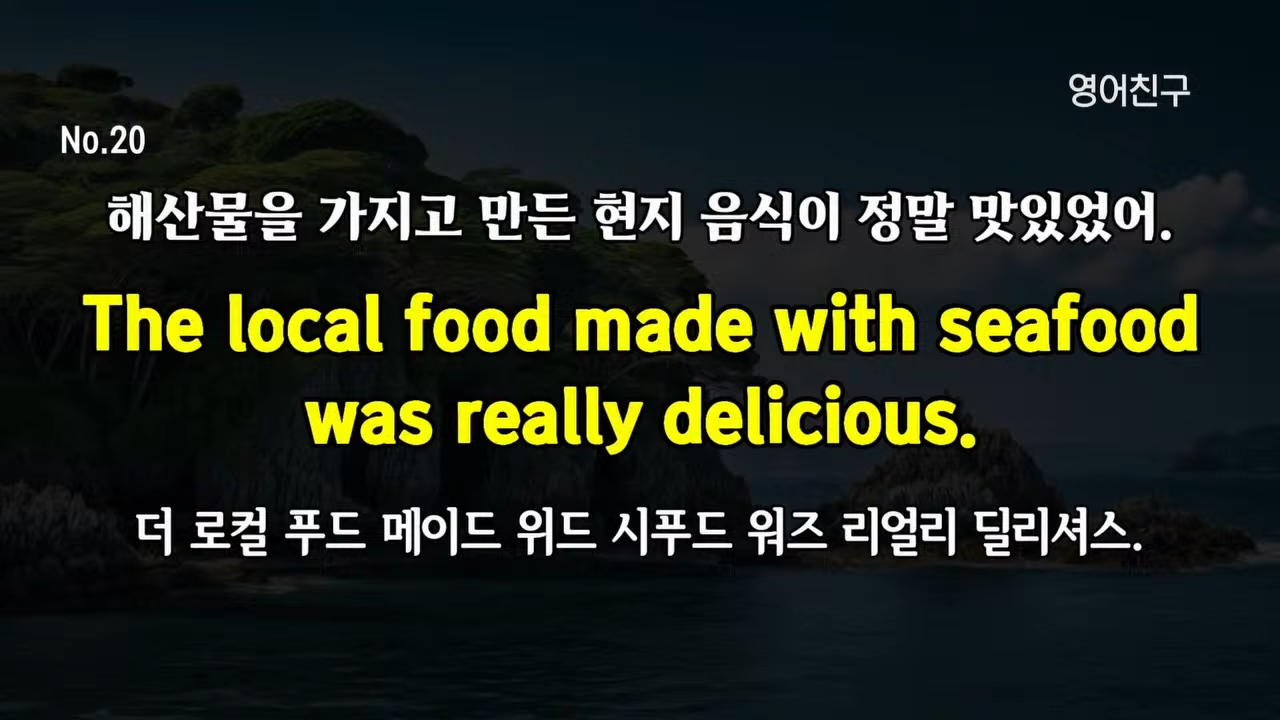 영어친구
No.20
해산물을 가지고 만든 현지 음식이 정말 맛있었어.
The local food made with seafood
was really delicious.
더 로컬 푸드 메이드 위드 시푸드 워즈 리얼리 딜리셔스.